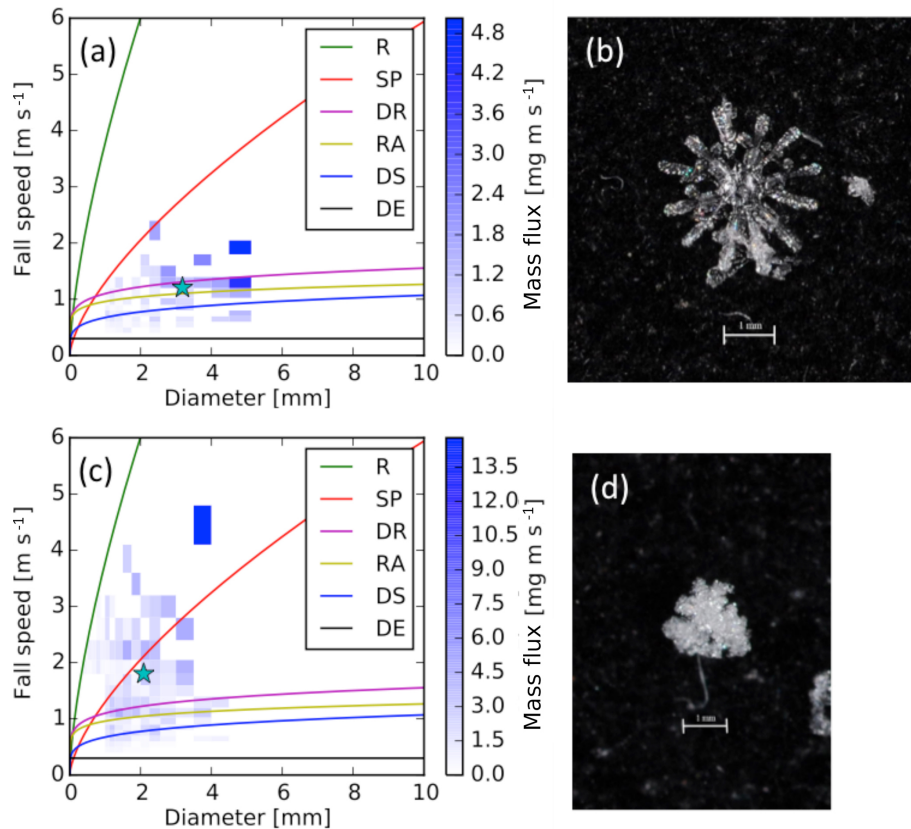 (a)
Fall speed [m s-1]
6
5
4
3
2
1
0
0 2 4 6 8 10
Diameter [mm]
R
SP
DR
RA
DS
DE
4.8
4.2
3.6
3.0
2.4
1.8
1.2
0.6
0.0
Mass flux [mg m s-1]
(b)
1 mm
(c)
Fall speed [m s-1]
6
5
4
3
2
1
0
0 2 4 6 8 10
Diameter [mm]
R
SP
DR
RA
DS
DE
13.5
12.0
10.5
9.0
7.5
6.0
4.5
3.0
1.5
0.0
Mass flux [mg m s-1]
(d)
1 mm